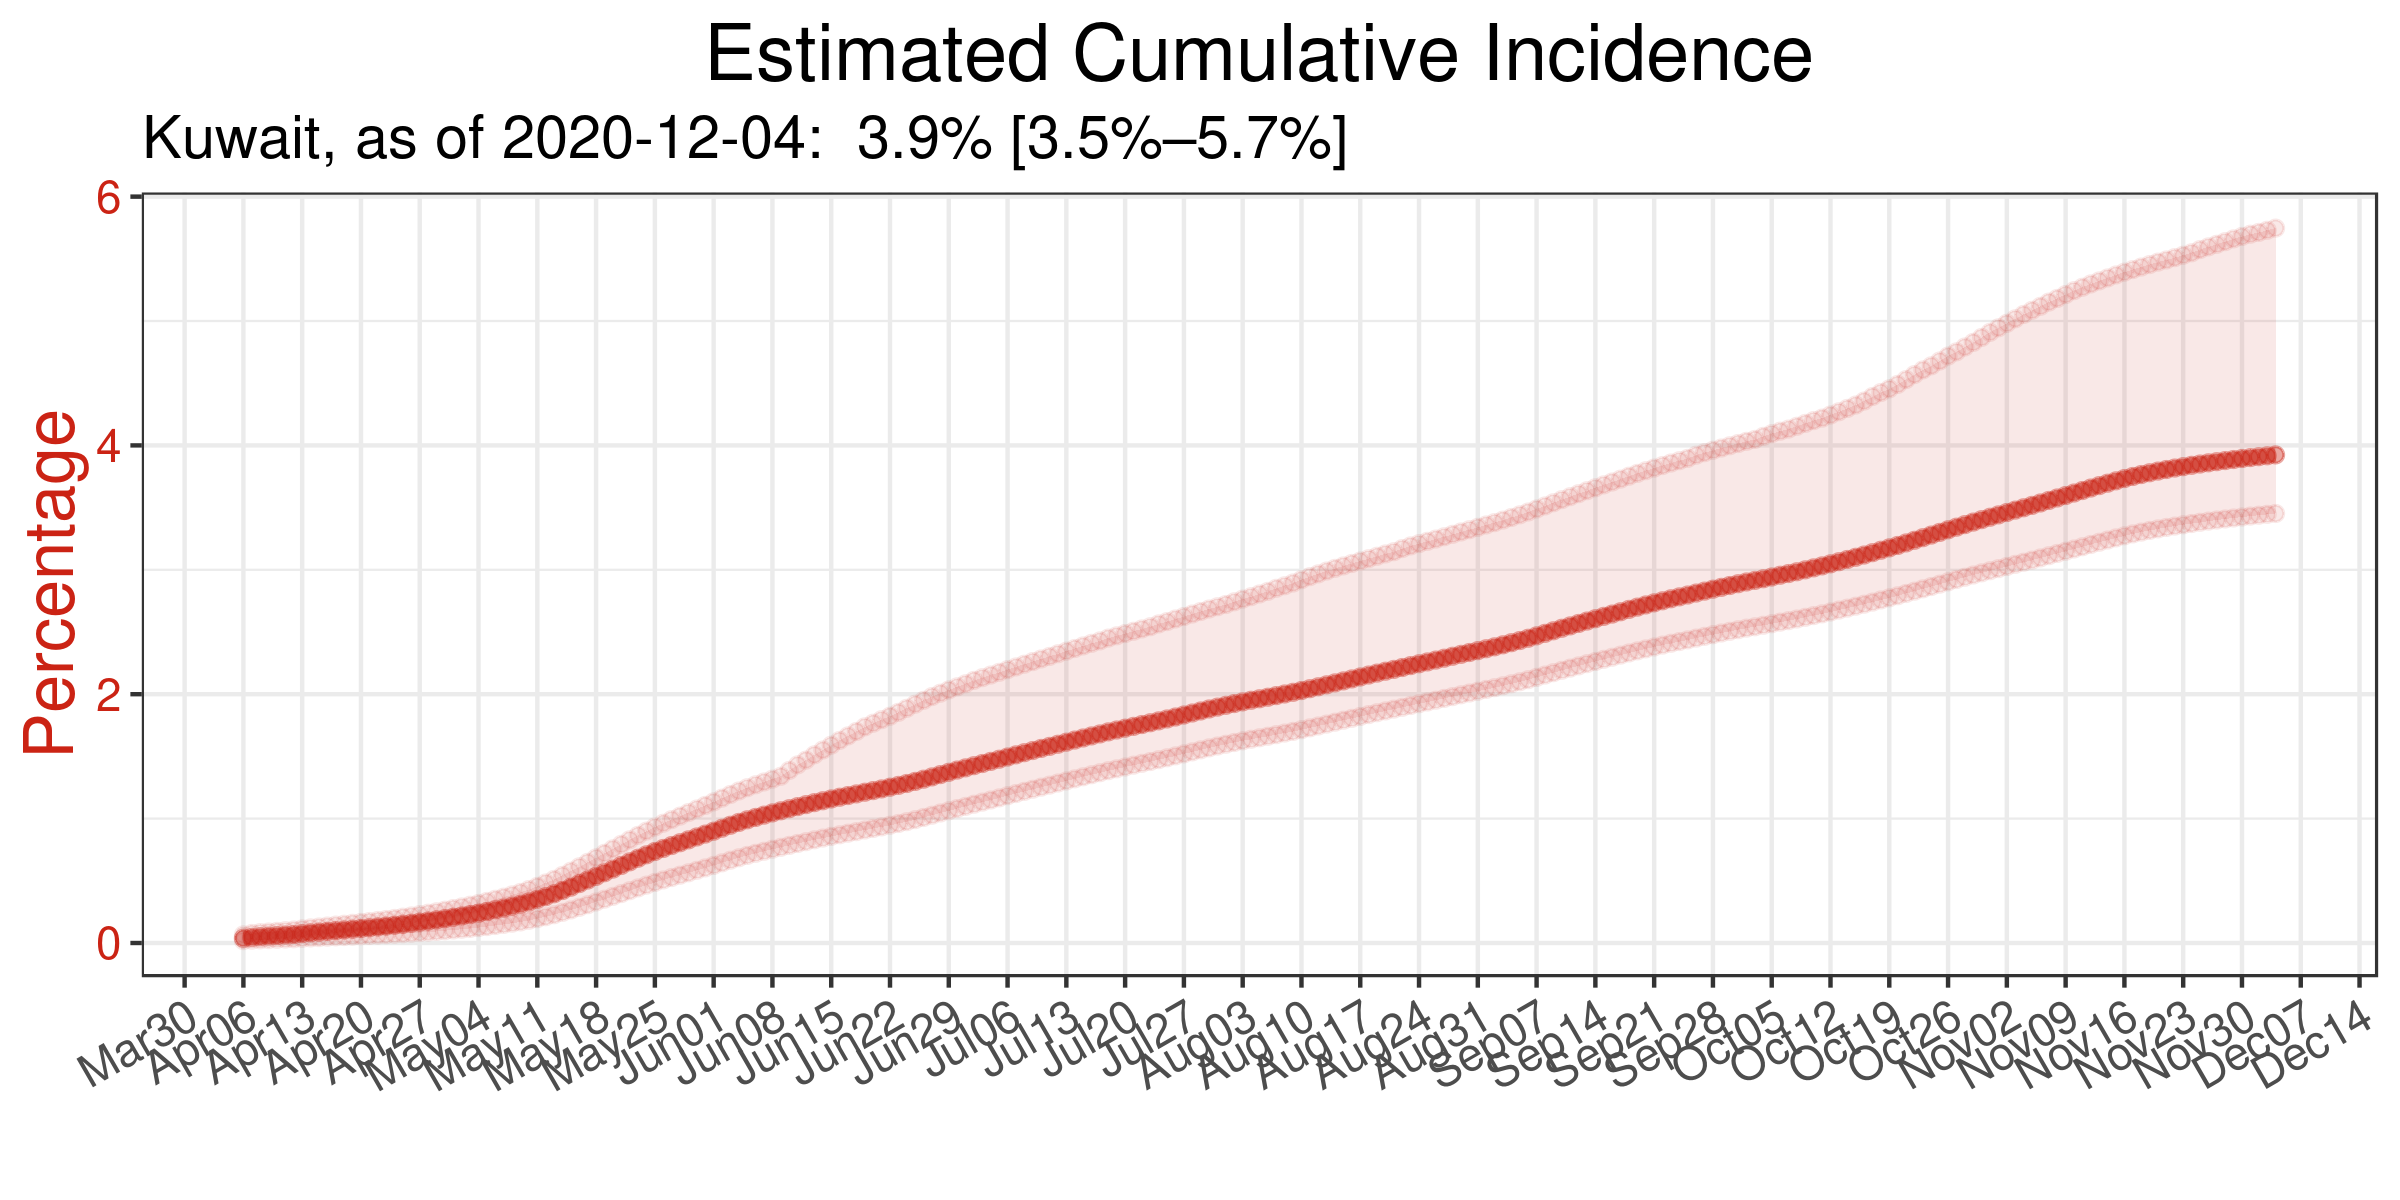 Estimated Cumulative Incidence
Kuwait, as of 2020-12-04:  3.9% [3.5%–5.7%]
Percentage
6
4
2
0
Mar30
Apr06
Apr13
Apr20
Apr27
May04
May11
May18
May25
Jun01
Jun08
Jun15
Jun22
Jun29
Jul06
Jul13
Jul20
Jul27
Aug03
Aug10
Aug17
Aug24
Aug31
Sep07
Sep14
Sep21
Sep28
Oct05
Oct12
Oct19
Oct26
Nov02
Nov09
Nov16
Nov23
Nov30
Dec07
Dec14